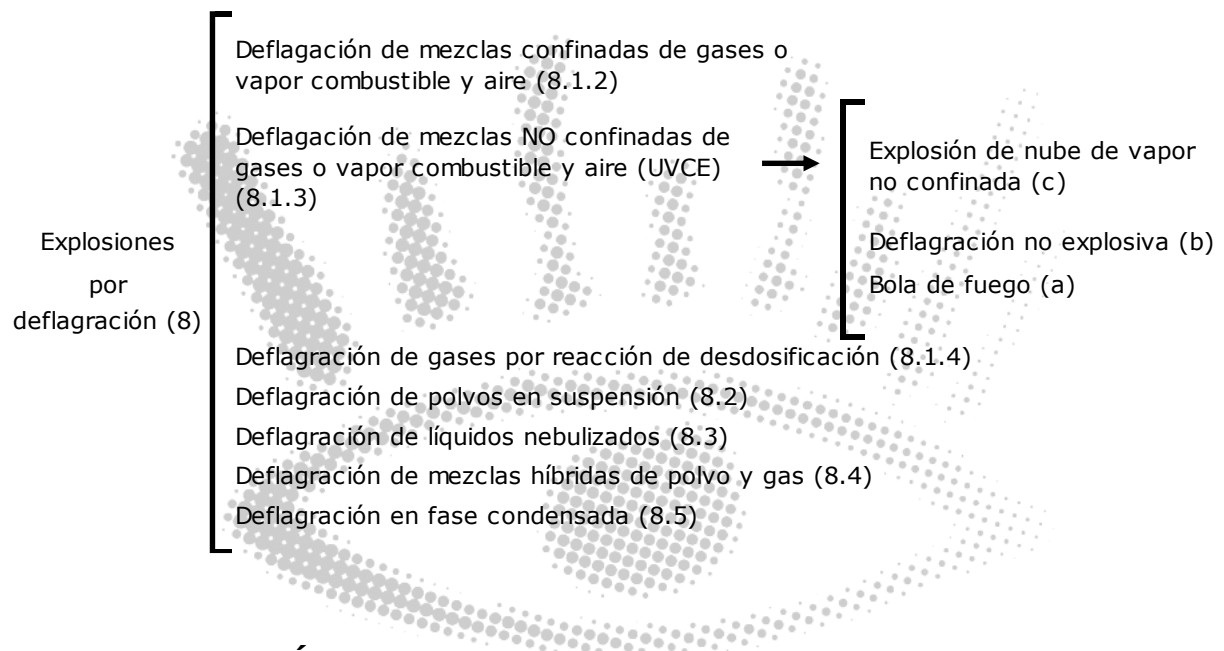 Deflagación de mezclas confinadas de gases o
vapor combustible y aire (8.1.2)
Deflagación de mezclas NO confinadas de
gases o vapor combustible y aire (UVCE)
(8.1.3)
Explosión de nube de vapor
no confinada (c)
Deflagración no explosiva (b)
Bola de fuego (a)
Explosiones
por
deflagración (8)
Deflagración de gases por reacción de desdosificación (8.1.4)
Deflagración de polvos en suspensión (8.2)
Deflagración de líquidos nebulizados (8.3)
Deflagración de mezclas híbridas de polvo y gas (8.4)
Deflagración en fase condensada (8.5)